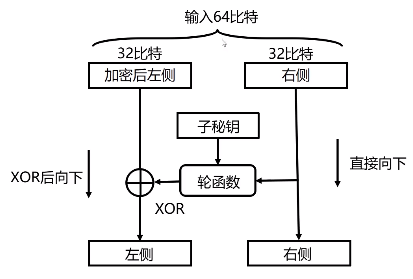 输入64比特
32比特
32比特
加密后左侧
右侧
子秘钥
直接向下
XOR后向下
轮函数
XOR
左侧
右侧